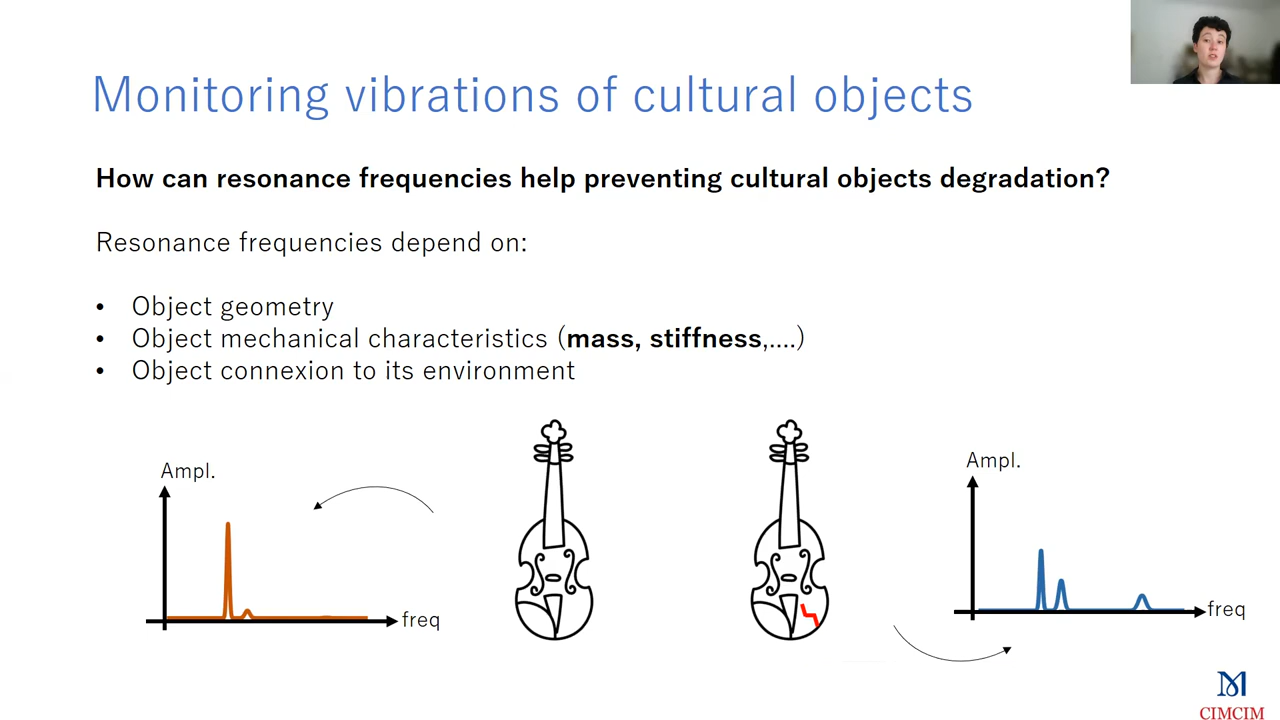 Monitoring vibrations of cultural objects
How can resonance frequencies help preventing cultural objects degradation?
Resonance frequencies depend on:
• Object geometry
• Object mechanical characteristics (mass, stiffness,....)
• Object connexion to its environment
Ampl.
freq
Ampl.
freq
CIMCIM